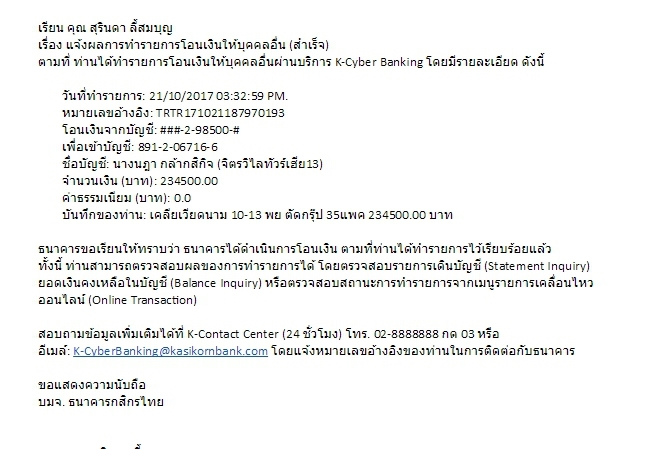 เรียน คุณ สุรินดา ลิ้สมบุญ
เรื่อง แจ้งผลการทำรายการโอนเงินให้บุคคลอื่น (สำเร็จ)
ตามที่ ท่านได้ทำรายการโอนเงินให้บุคคลอื่นผ่านบริการ K-Cyber Banking โดยมีรายละเอียด ดังนี้
วันที่ทำรายการ: 21/10/2017 03:32:59 PM.
หมายเลขอ้างอิง: TRTR171021187970193
โอนเงินจากบัญชี: ###-2-98500-#
เพื่อเข้าบัญชี: 891-2-06716-6
ชื่อบัญชี: นางนฎา กล้ากสิกิจ (จิตรวิไลทัวร์เฮีย13)
จำนวนเงิน (บาท): 234500.00
ค่าธรรมเนียม (บาท): 0.0
บันทึกของท่าน: เคลียเวียดนาม 10-13 พย ตัดกรุ๊ป 35แพค 234500.00 บาท
ธนาคารขอเรียนให้ทราบว่า ธนาคารได้ดำเนินการโอนเงิน ตามที่ท่านได้ทำรายการไว้เรียบร้อยแล้ว
ทั้งนี้ ท่านสามารถตรวจสอบผลของการทำรายการได้ โดยตรวจสอบรายการเดินบัญชี (Statement Inquiry)
ยอดเงินคงเหลือในบัญชี (Balance Inquiry) หรือตรวจสอบสถานะการทำรายการจากเมนูรายการเคลื่อนไหว
ออนไลน์ (Online Transaction)
สอบถามข้อมูลเพิ่มเติมได้ที่ K-Contact Center (24 ชั่วโมง) โทร. 02-8888888 กด 03 หรือ
อีเมล์: K-CyberBanking@kasikornbank.com โดยแจ้งหมายเลขอ้างอิงของท่านในการติดต่อกับธนาคาร
ขอแสดงความนับถือ
บมจ. ธนาคารกสิกรไทย